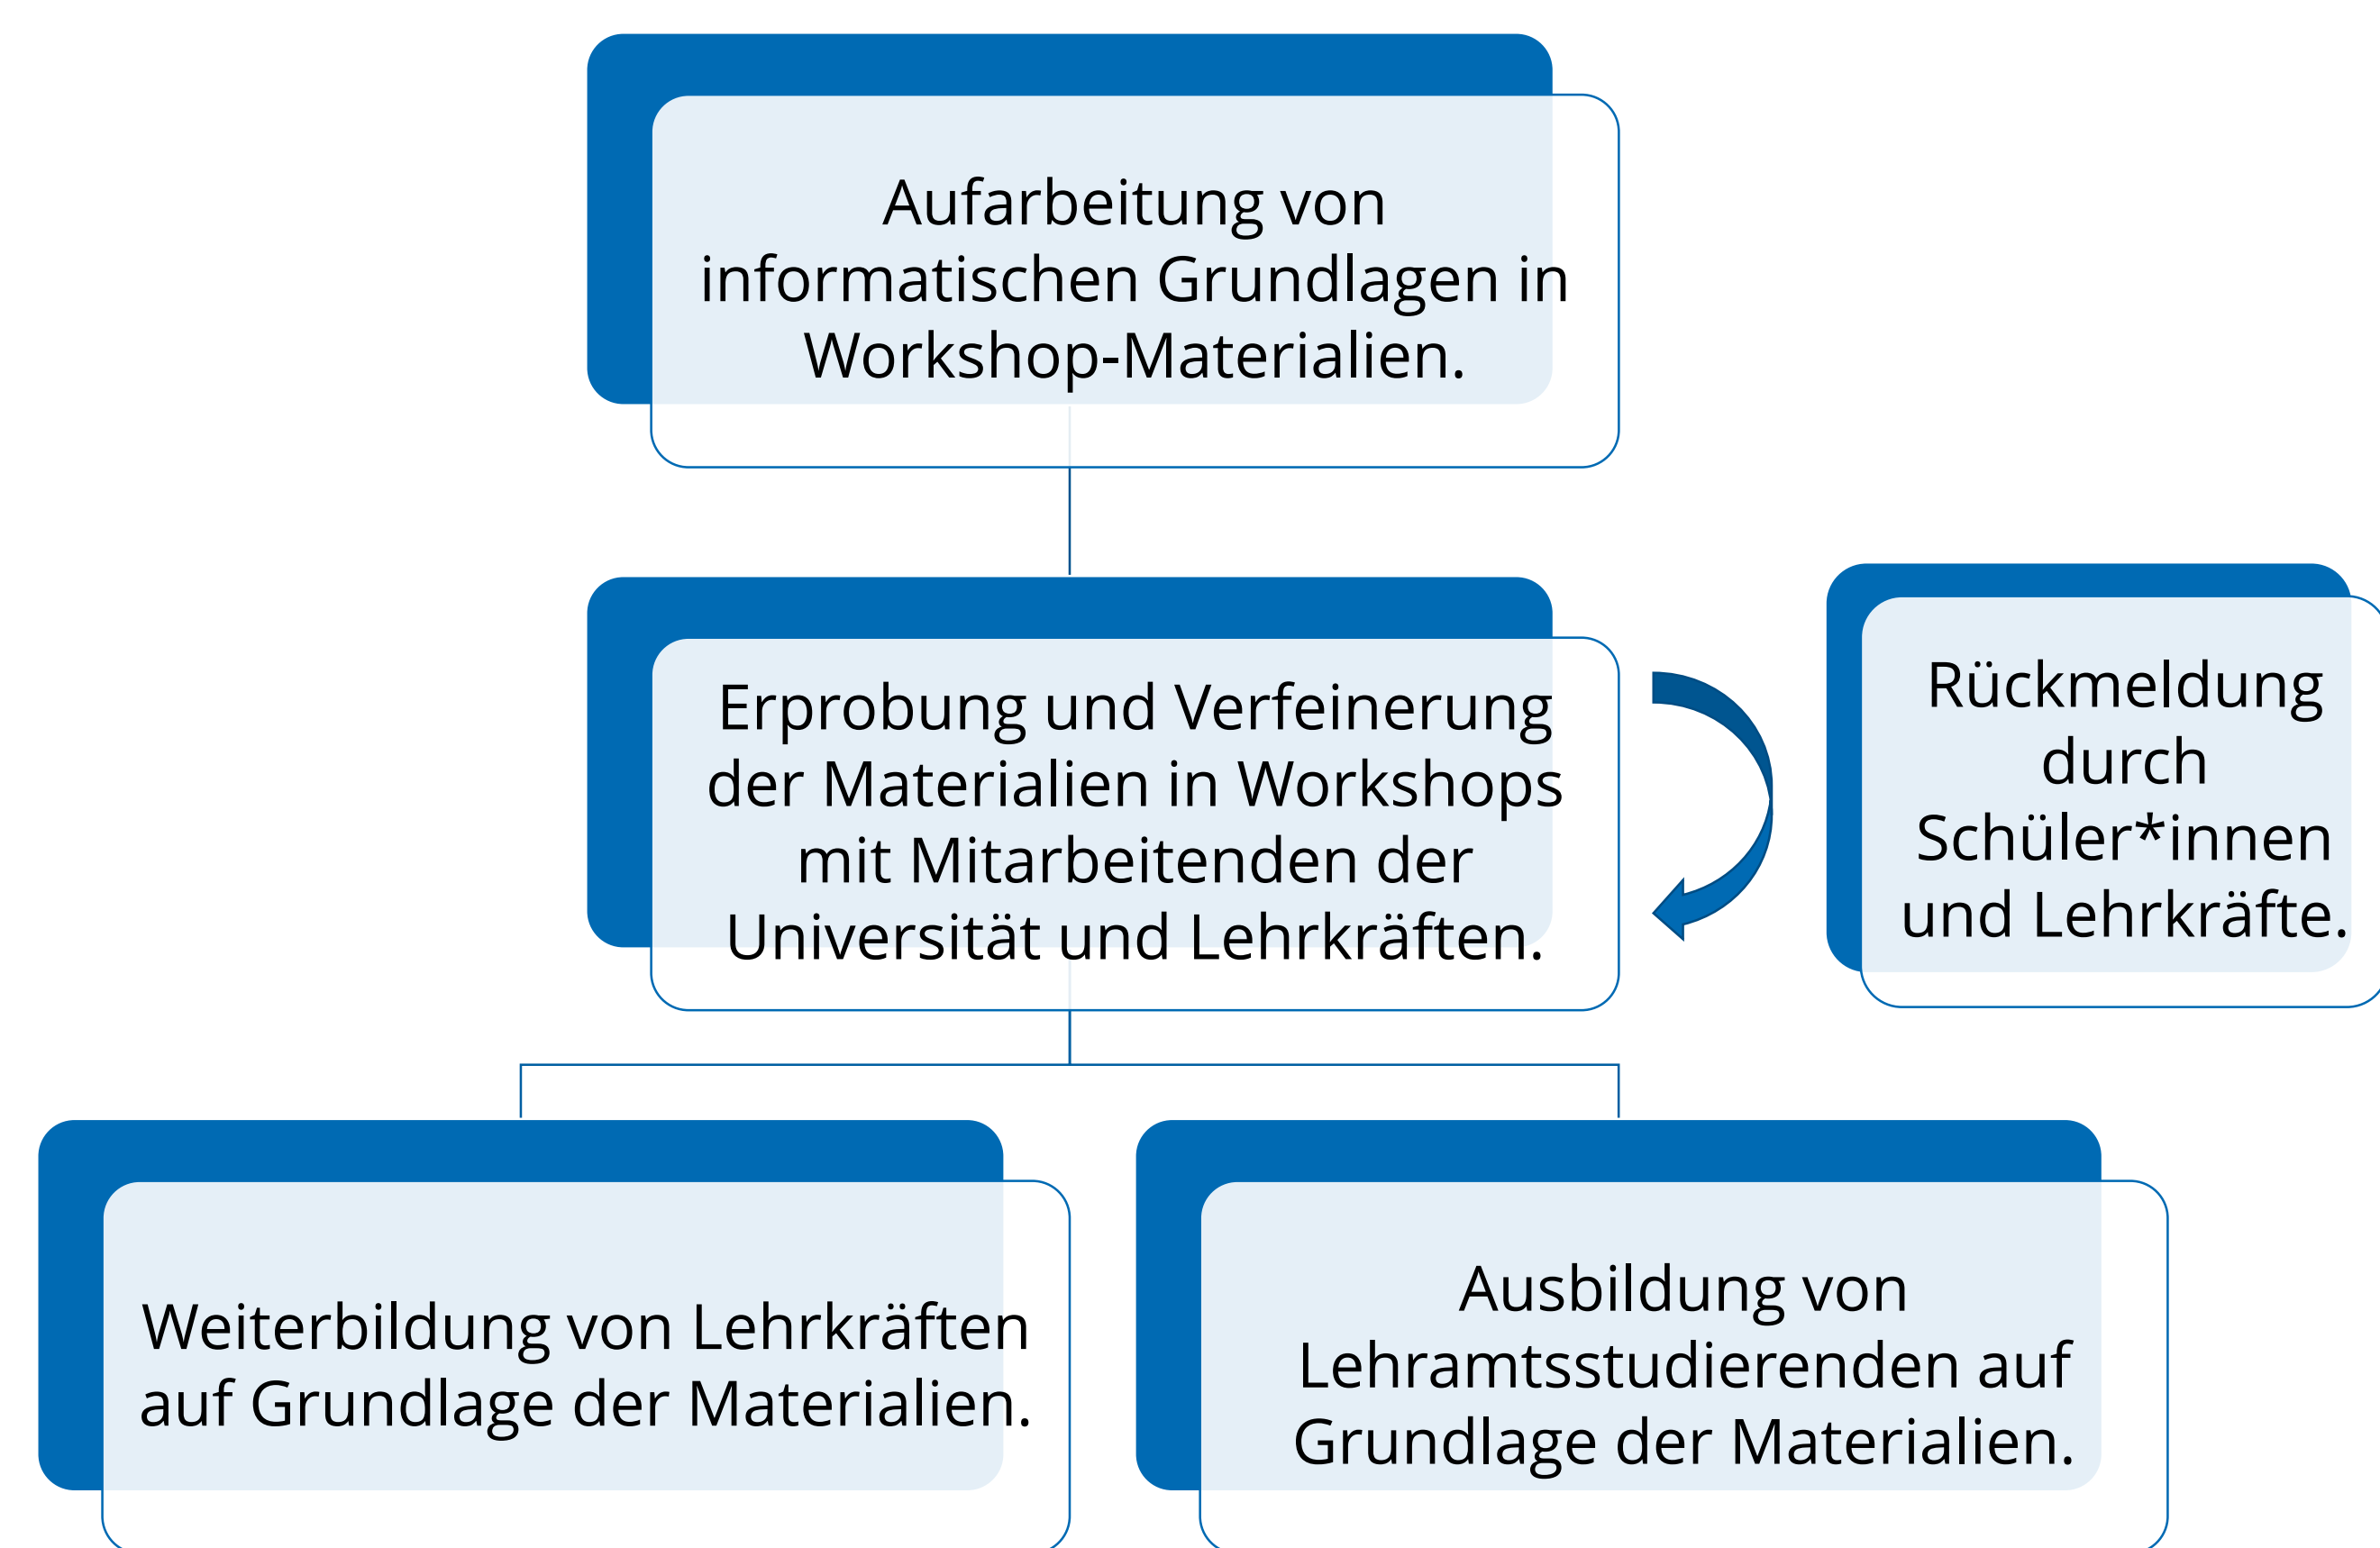 Aufarbeitung von
informatischen Grundlagen in
Workshop-Materialien.
Erprobung und Verfeinerung
der Materialien in Workshops
mit Mitarbeitenden der
Universität und Lehrkräften.
Rückmeldung
durch
Schüler*innen
und Lehrkräfte.
Weiterbildung von Lehrkräften
auf Grundlage der Materialien.
Ausbildung von
Lehramtsstudierenden auf
Grundlage der Materialien.